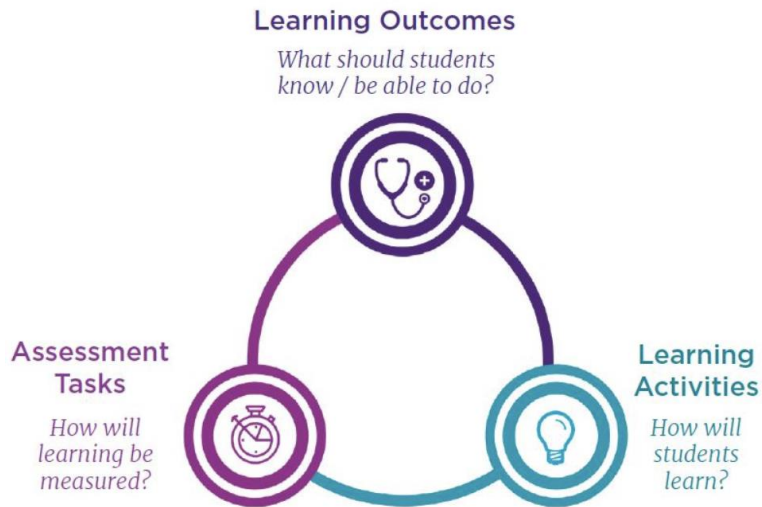 Learning Outcomes
What should students
know / be able to do?
Assessment
Tasks
How will
learning be
measured?
Learning
Activities
How will
students
learn?